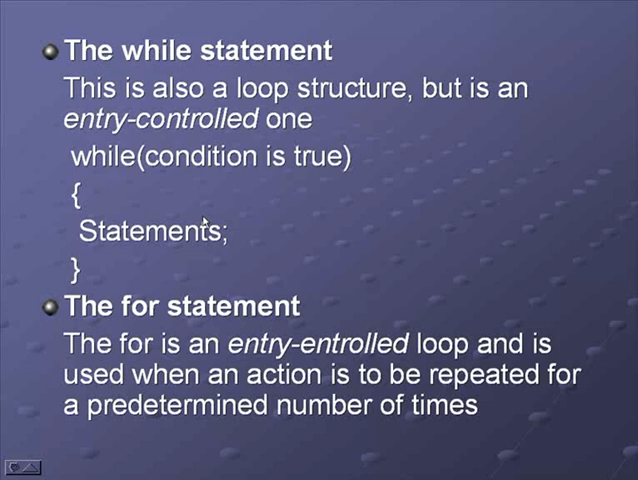 The while statement
This is also a loop structure, but is an
entry-controlled one
while(condition is true)
{
Statements;
}
The for statement
The for is an entry-entrolled loop and is
used when an action is to be repeated for
a predetermined number of times